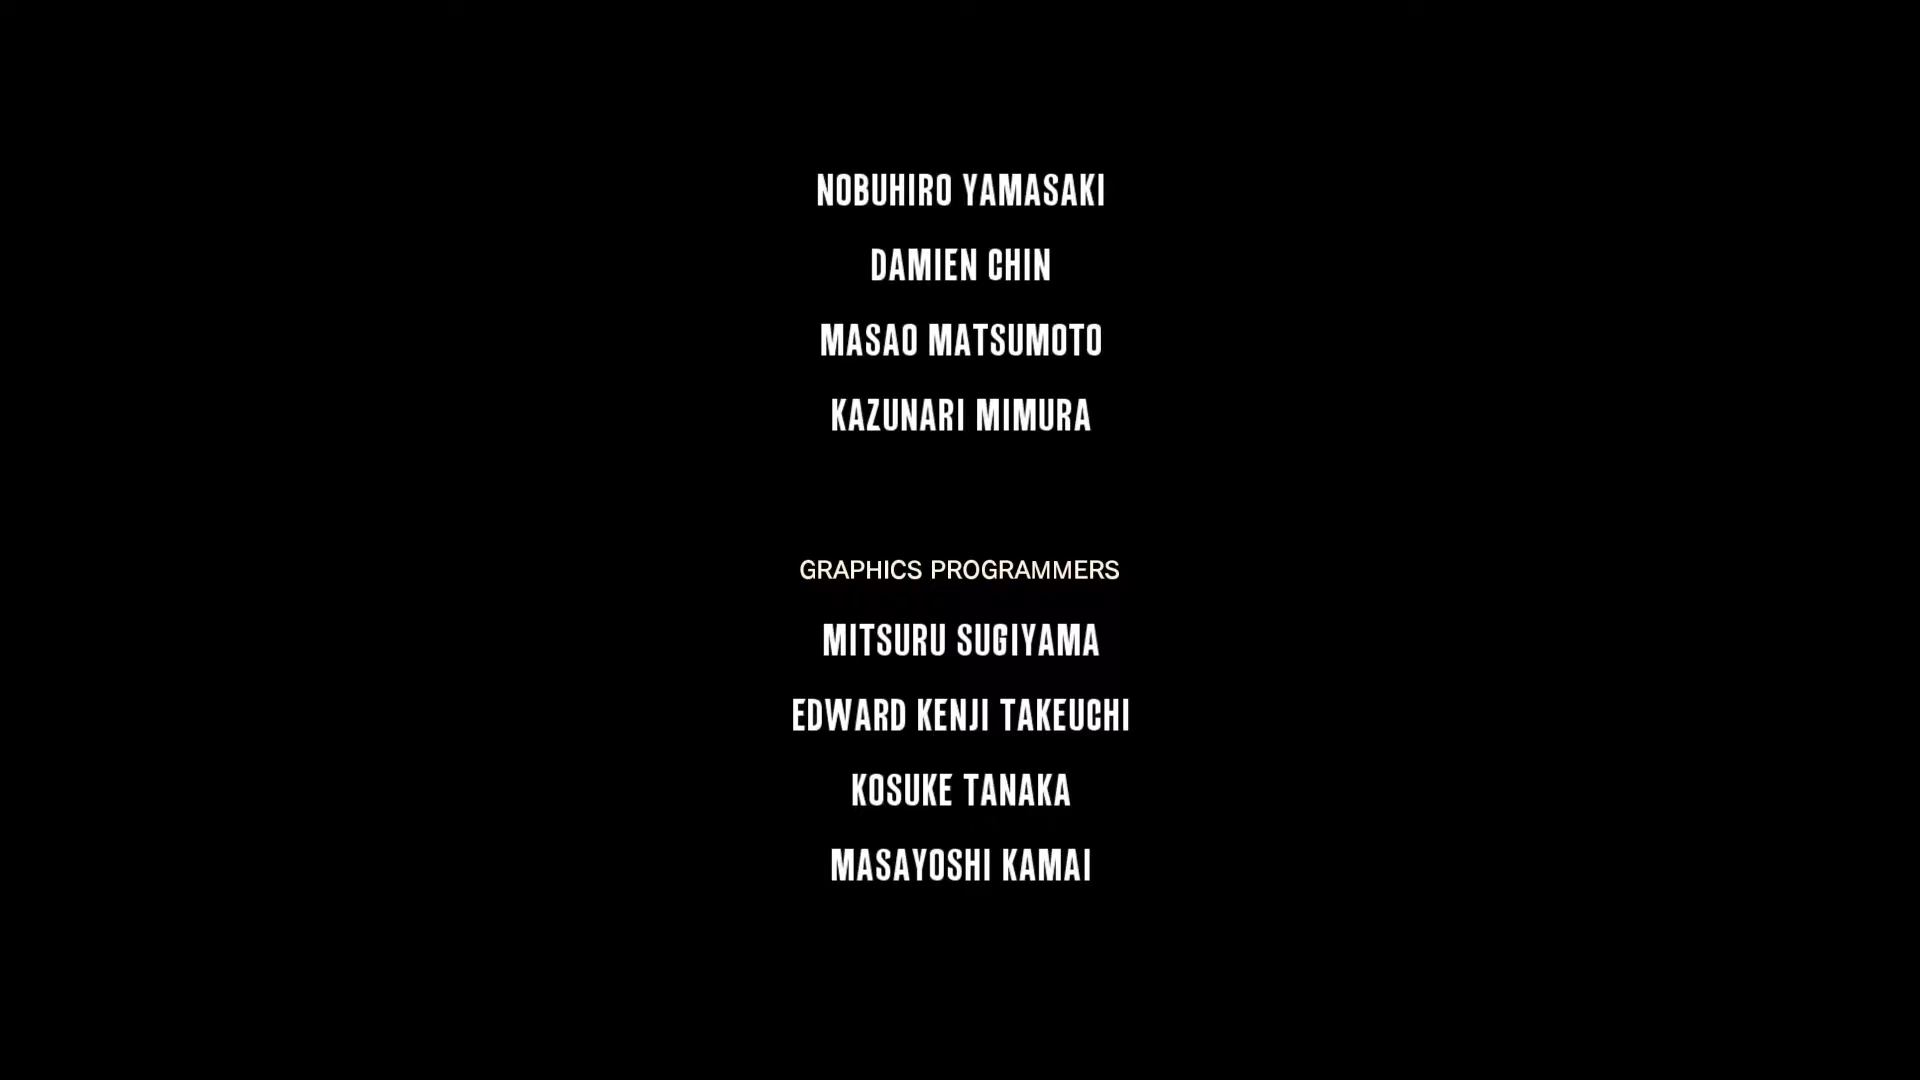 NOBUHIRO YAMASAKI
DAMIEN CHIN
MASAO MATSUMOTO
KAZUNARI MIMURA
GRAPHICS PROGRAMMERS
MITSURU SUGIYAMA
EDWARD KENJI TAKEUCHI
KOSUKE TANAKA
MASAYOSHI KAMAI